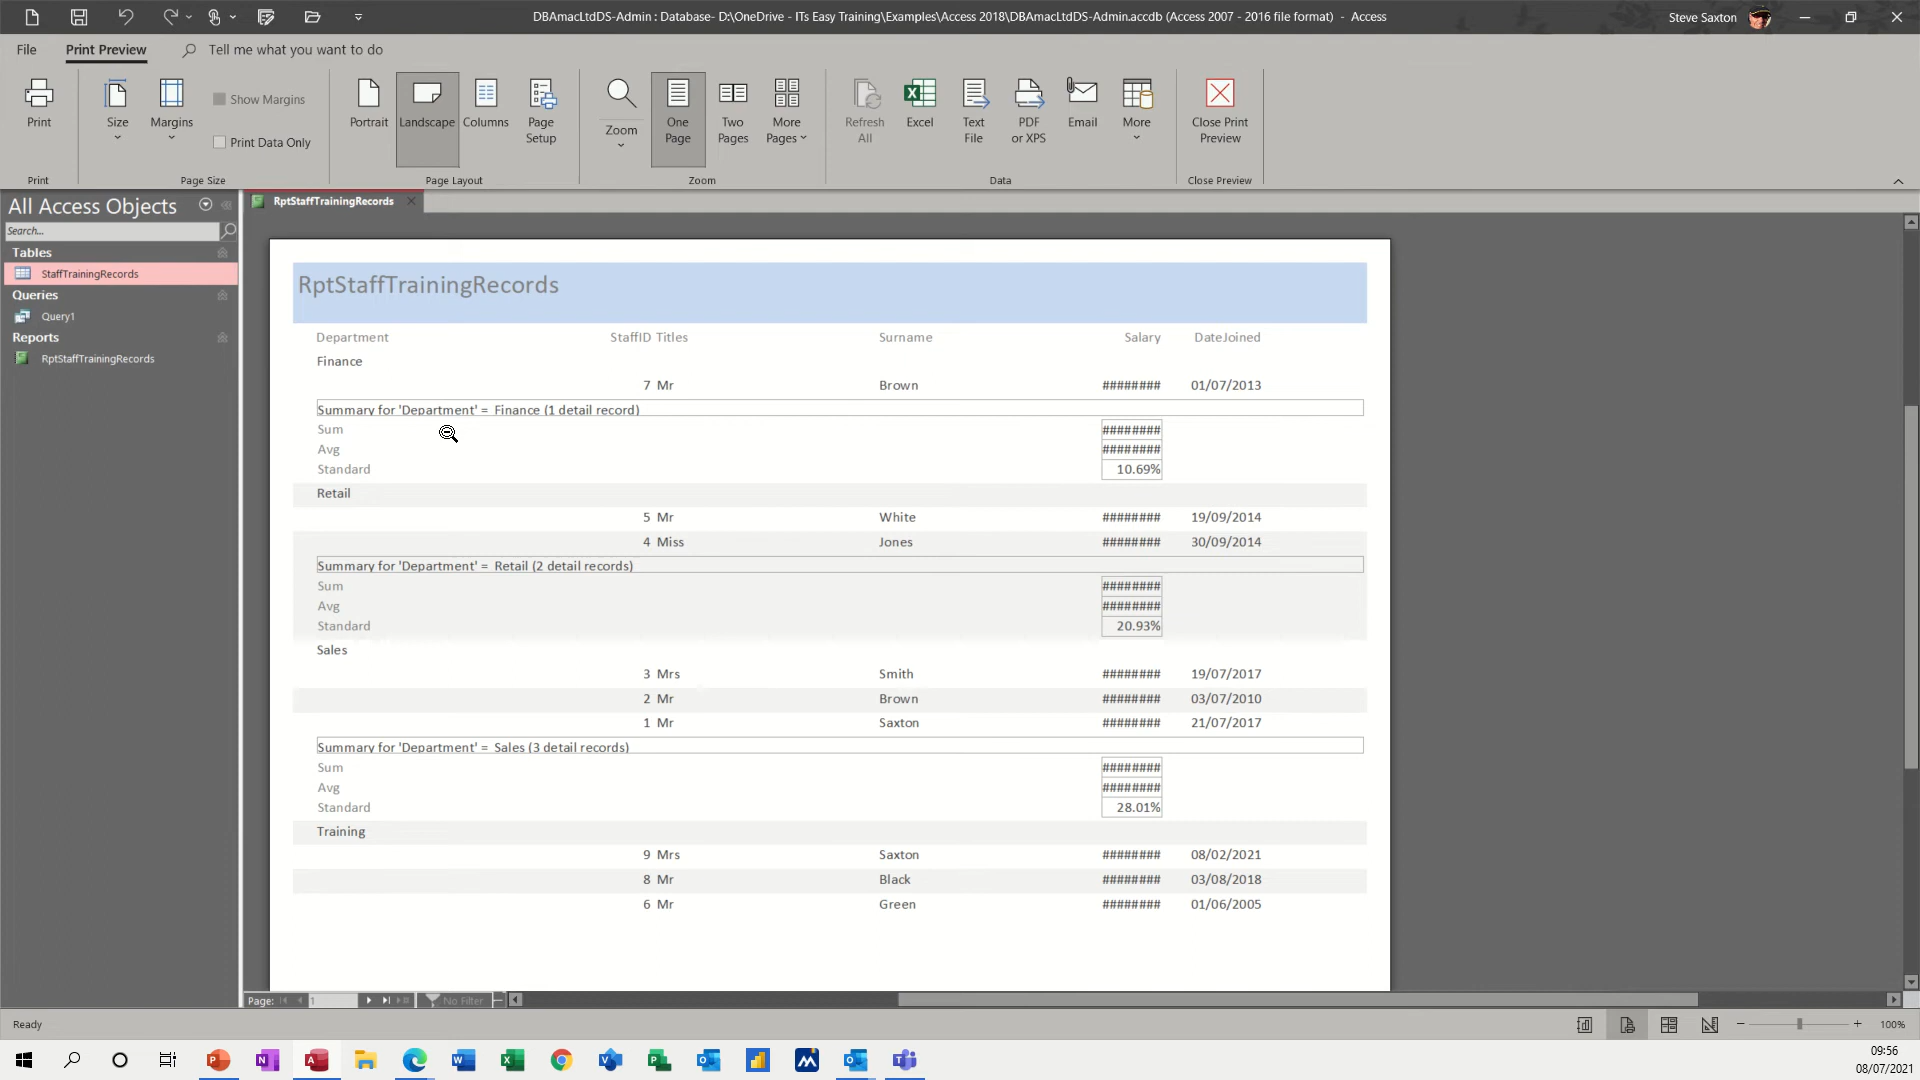 DBAmacLtdDS-Admin : Database- D:\OneDrive - ITs Easy Training\Examples\Access 2018\DBAmacLtdDS-Admin.accdb (Access 2007 - 2016 file format) - Access
Steve Saxton
File
Print Preview
Tell me what you want to do
Print
Size
Margins
Show Margins
Print Data Only
Portrait
Landscape
Columns
Page Setup
Zoom
One Page
Two Pages
More Pages
Refresh All
Excel
Text File
PDF or XPS
Email
More
Close Print Preview
Print
Page Size
Page Layout
Zoom
Data
Close Preview
All Access Objects
Search...
Tables
StaffTrainingRecords
Queries
Query1
Reports
RptStaffTrainingRecords
RptStaffTrainingRecords
RptStaffTrainingRecords
Department StaffID Titles Surname Salary DateJoined
Finance
7 Mr Brown ######## 01/07/2013
Summary for 'Department' = Finance (1 detail record)
Sum ########
Avg ########
Standard 10.69%
Retail
5 Mr White ######## 19/09/2014
4 Miss Jones ######## 30/09/2014
Summary for 'Department' = Retail (2 detail records)
Sum ########
Avg ########
Standard 20.93%
Sales
3 Mrs Smith ######## 19/07/2017
2 Mr Brown ######## 03/07/2010
1 Mr Saxton ######## 21/07/2017
Summary for 'Department' = Sales (3 detail records)
Sum ########
Avg ########
Standard 28.01%
Training
9 Mrs Saxton ######## 08/02/2021
8 Mr Black ######## 03/08/2018
6 Mr Green ######## 01/06/2005
Page: 1 No Filter
Ready
100%
09:56
08/07/2021